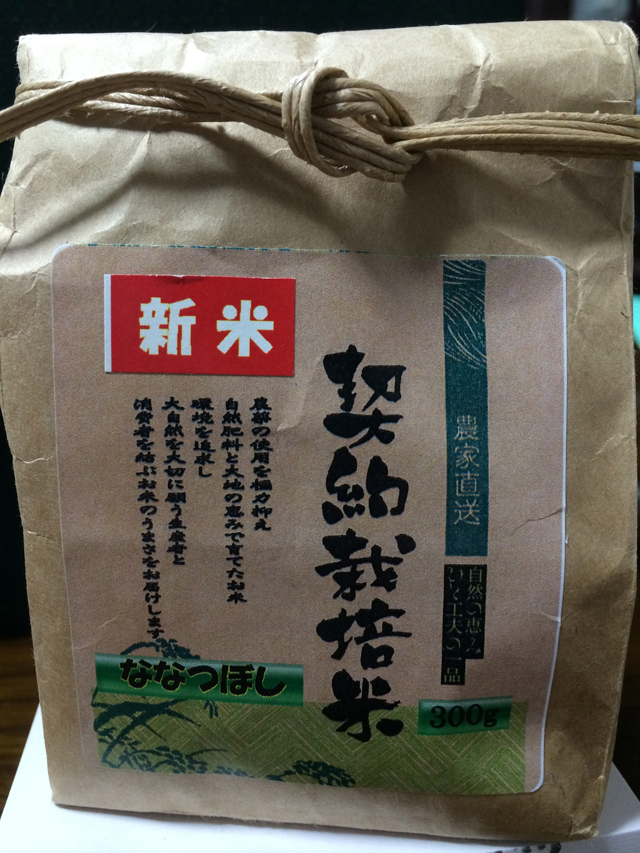 新米
農家直送
自然の恵み
いい工夫の一品
契約栽培米
農薬の使用を極力抑え
自然肥料と大地の恵みで育てたお米
環境を追求し
大自然を大切に願う生産者と
消費者を結ぶお米のうまさをお届けします。
ななつぼし
300g